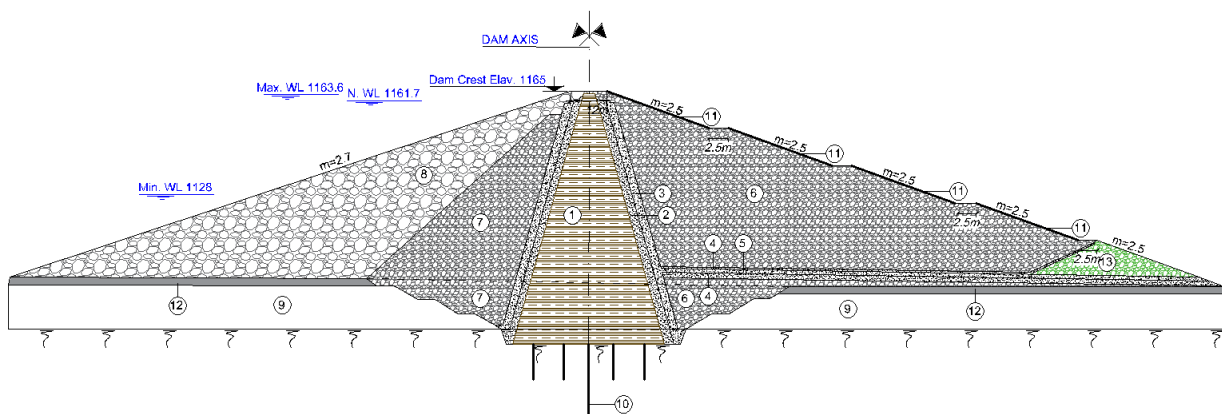 DAM AXIS
Dam Crest Elav. 1165
Max. WL 1163.6
N. WL 1161.7
Min. WL 1128
m=2.7
m=2.5
11
2.5m
m=2.5
11
m=2.5
11
2.5m
m=2.5
11
m=2.5
2.5m
13
8
7
1
3
2
6
4
5
4
7
6
12
9
9
12
10